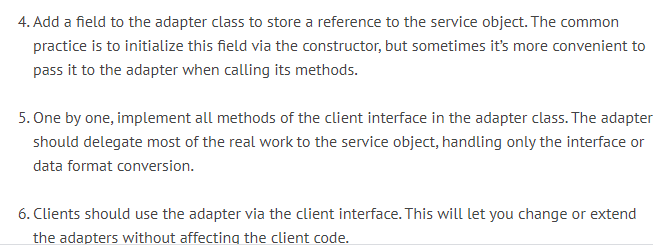 4. Add a field to the adapter class to store a reference to the service object. The common
practice is to initialize this field via the constructor, but sometimes it's more convenient to
pass it to the adapter when calling its methods.
5. One by one, implement all methods of the client interface in the adapter class. The adapter
should delegate most of the real work to the service object, handling only the interface or
data format conversion.
6. Clients should use the adapter via the client interface. This will let you change or extend
the adapters without affecting the client code.